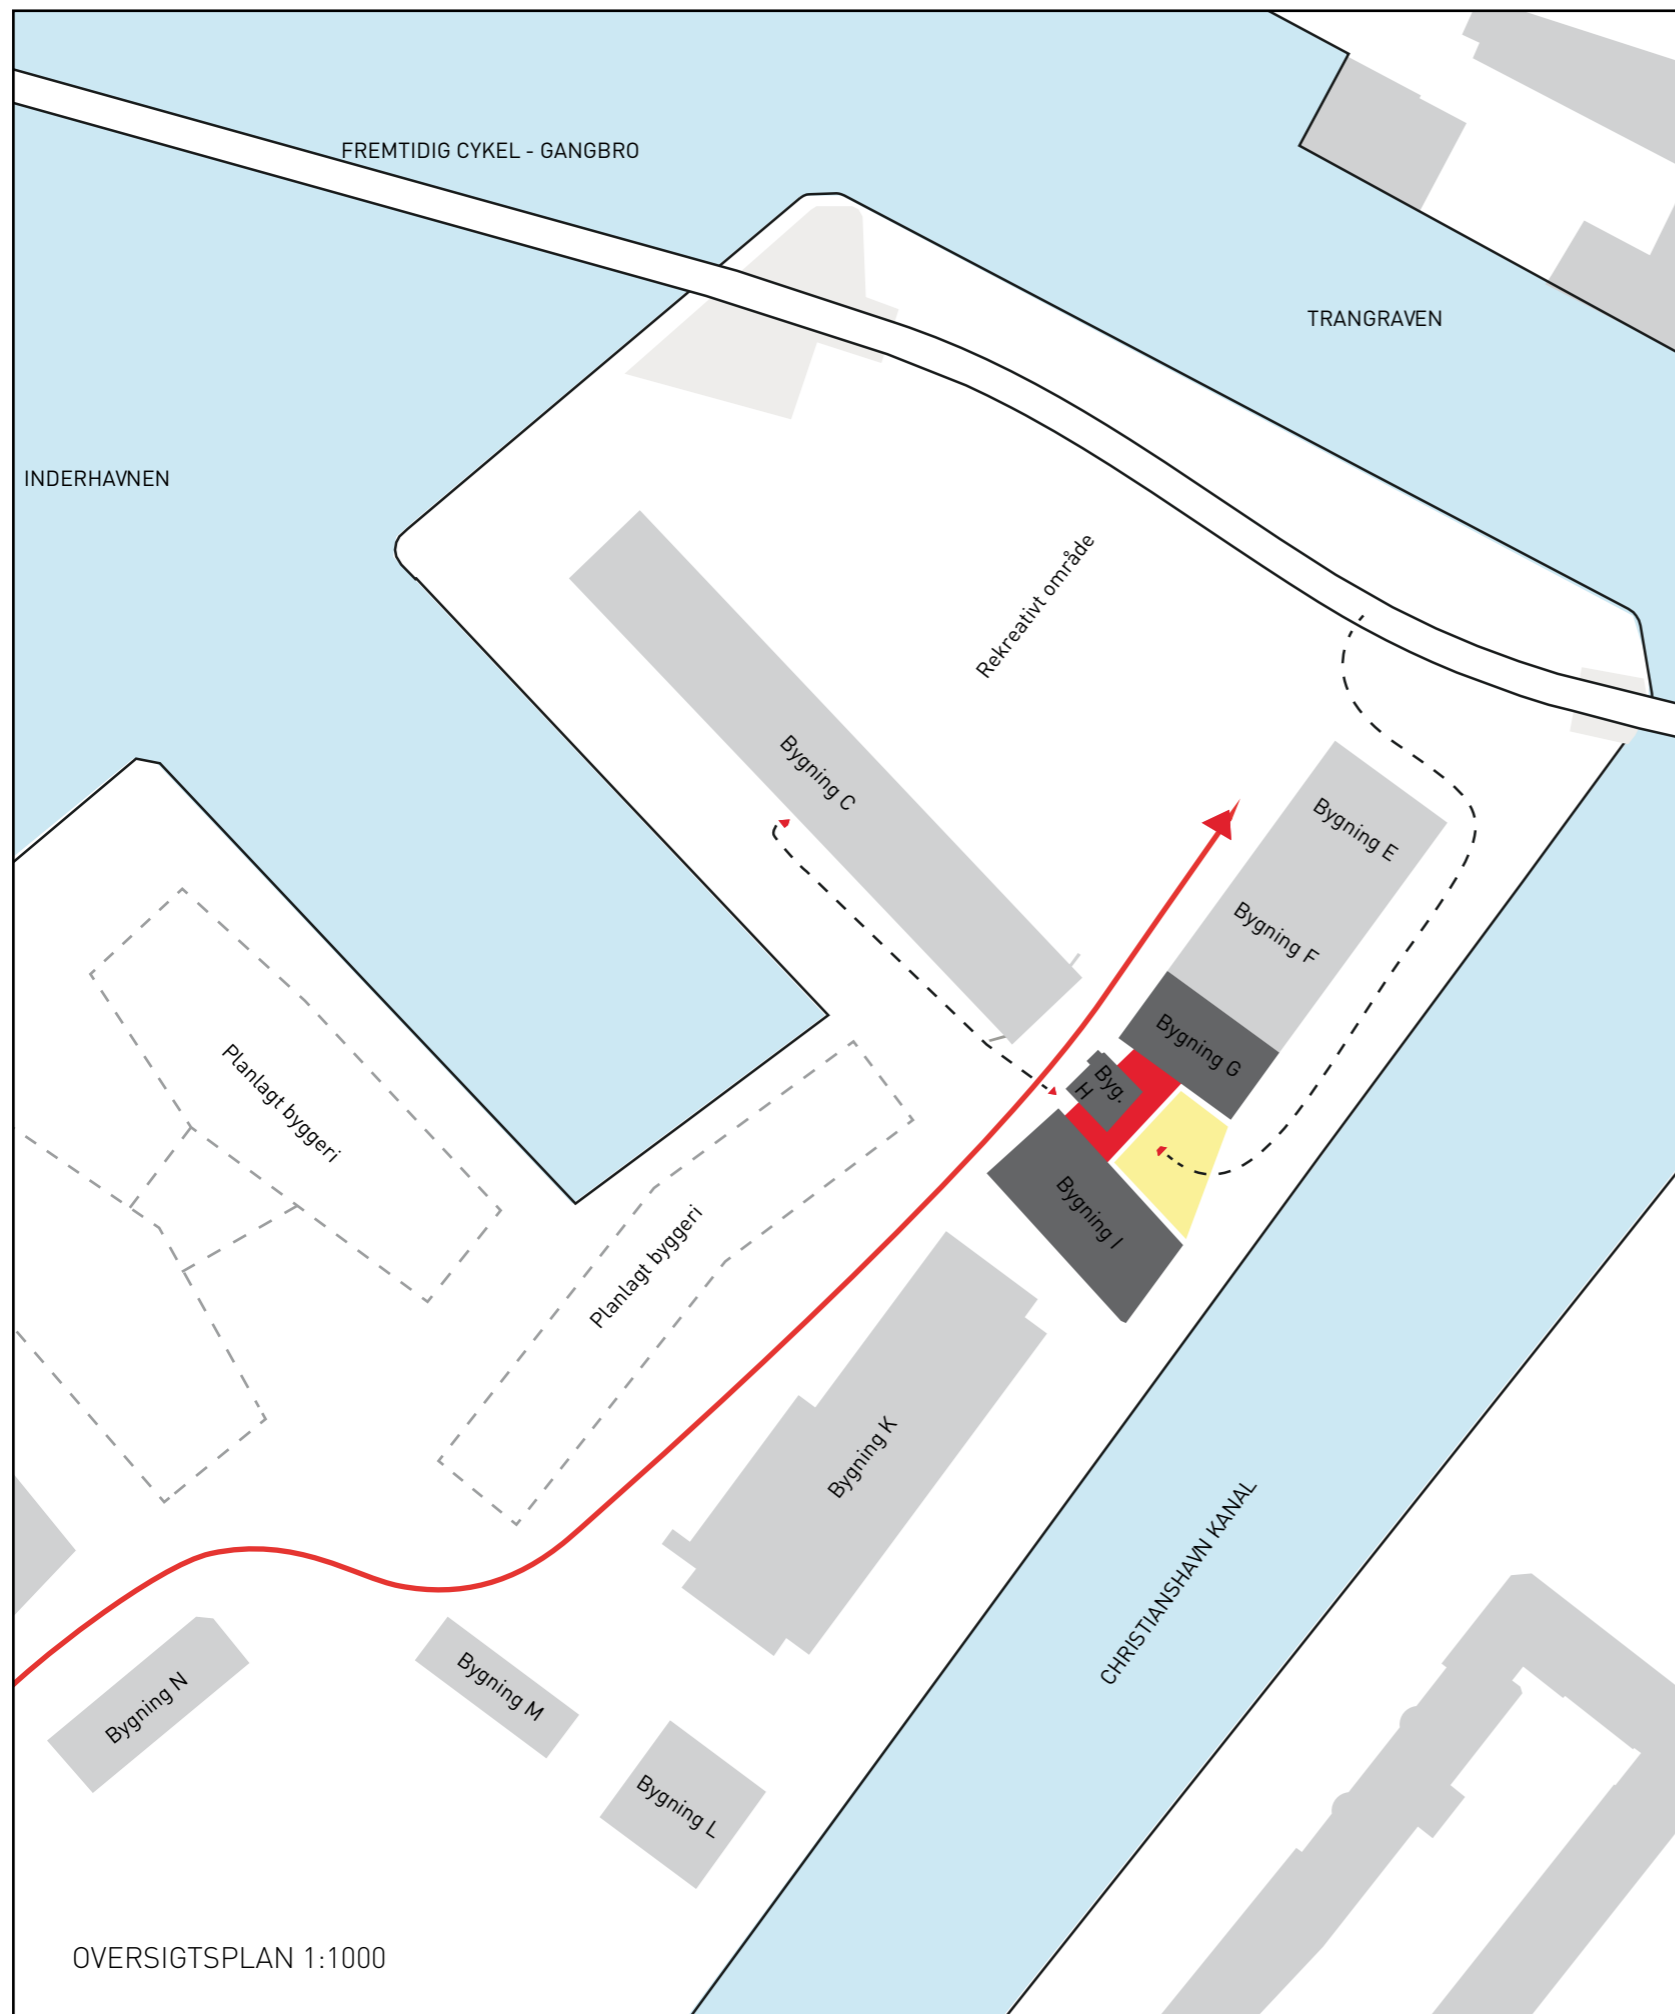 FREMTIDIG CYKEL - GANGBRO
TRANGRAVEN
INDERHAVNEN
Rekreativt område
Bygning C
Bygning E
Bygning F
Bygning G
Byg.
H
Bygning I
Planlagt byggeri
Planlagt byggeri
Bygning K
CHRISTIANSHAVN KANAL
Bygning N
Bygning M
Bygning L
OVERSIGTSPLAN 1:1000